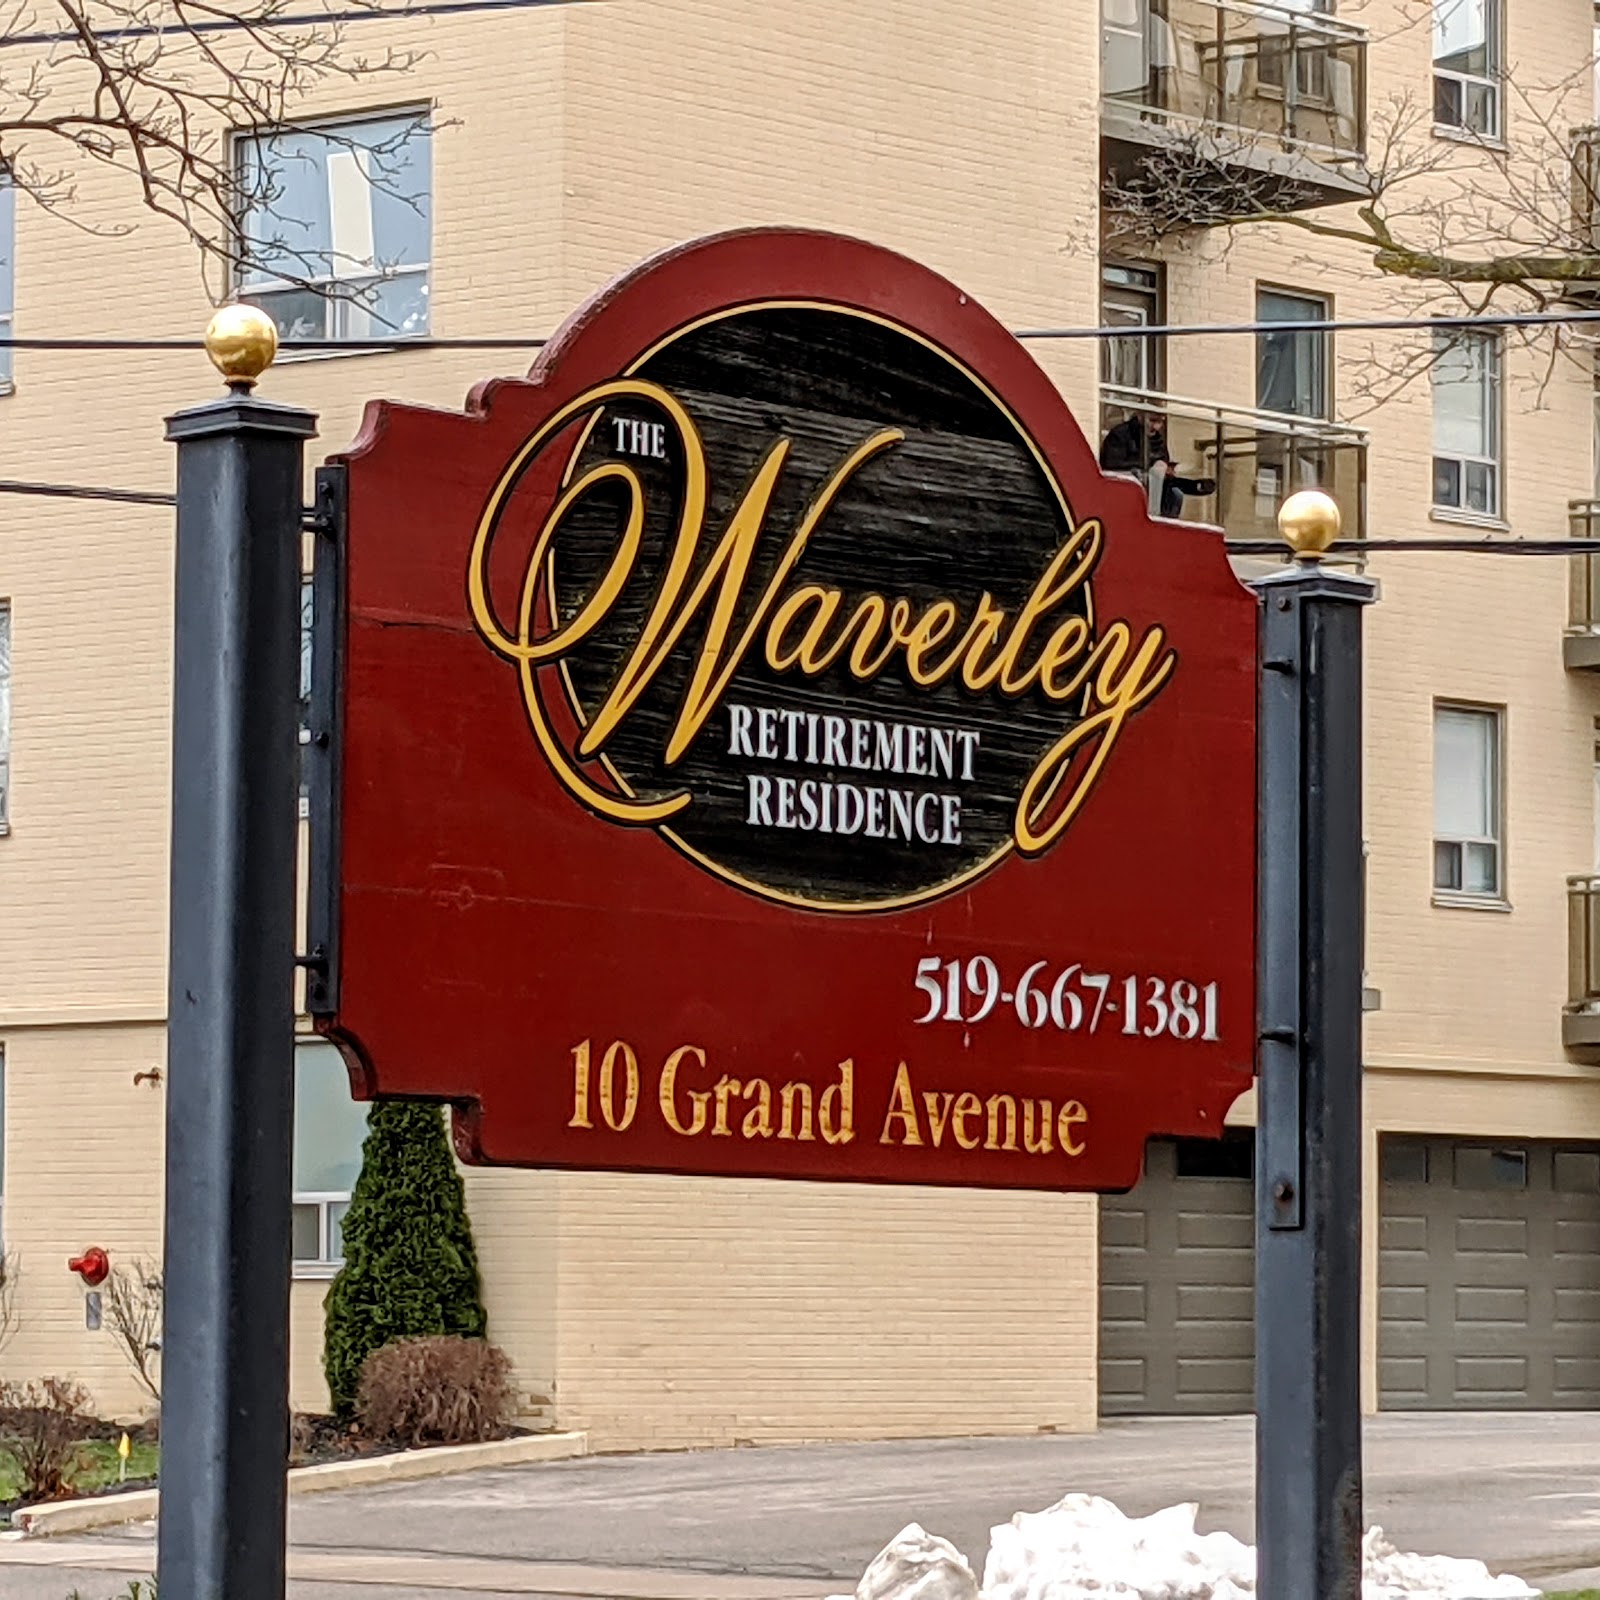 THE
Waverley
RETIREMENT
RESIDENCE
519-667-1381
10 Grand Avenue